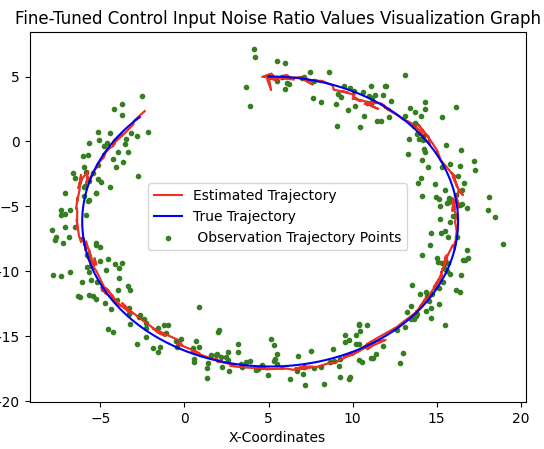 Fine-Tuned Control Input Noise Ratio Values Visualization Graph
5
0
−5
−10
−15
−20
Estimated Trajectory
True Trajectory
Observation Trajectory Points
−5
0
5
10
15
20
X-Coordinates